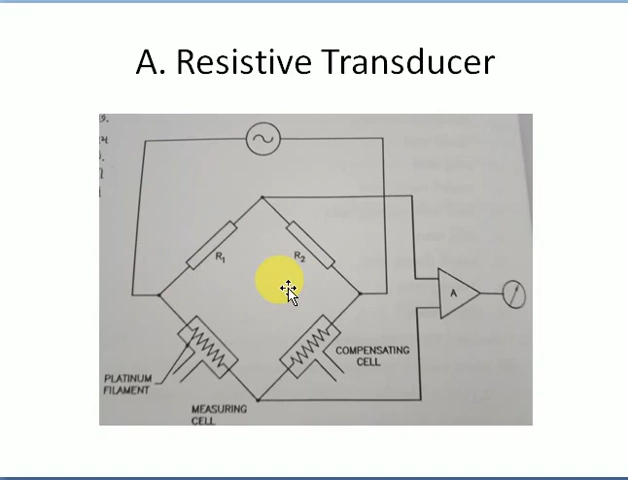 A. Resistive Transducer
R1
R2
A
COMPENSATING
CELL
PLATINUM
FILAMENT
MEASURING
CELL